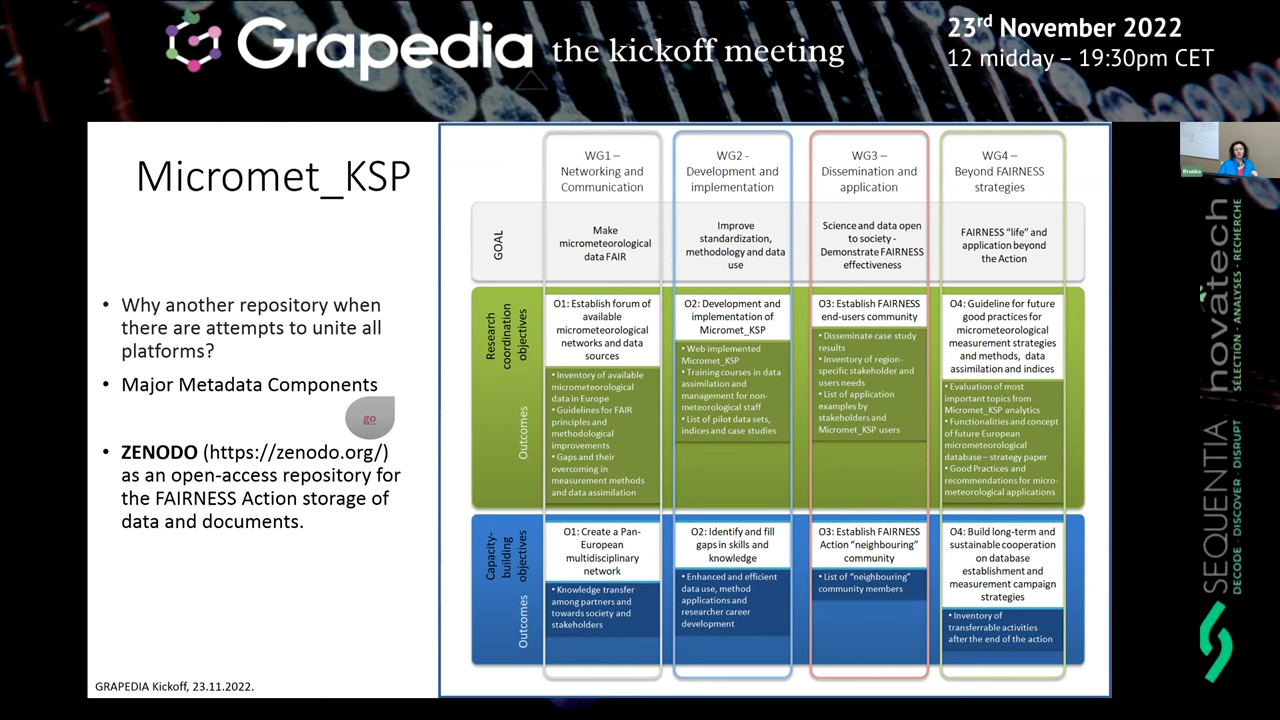 Grapedia the kickoff meeting
23rd November 2022
12 midday – 19:30pm CET
Micromet_KSP
• Why another repository when
there are attempts to unite all
platforms?
• Major Metadata Components
go
• ZENODO (https://zenodo.org/)
as an open-access repository for
the FAIRNESS Action storage of
data and documents.
GRAPEDIA Kickoff, 23.11.2022.
WG1 –
Networking and
Communication
WG2 -
Development and
implementation
WG3 –
Dissemination and
application
WG4 –
Beyond FAIRNESS
strategies
GOAL
Make
micrometeorological
data FAIR
Improve
standardization,
methodology and data
use
Science and data open
to society -
Demonstrate FAIRNESS
effectiveness
FAIRNESS “life” and
application beyond
the Action
Research
coordination
objectives
Outcomes
O1: Establish forum of
available
micrometeorological
networks and data
sources
• Inventory of available
micrometeorological
data in Europe
• Guidelines for FAIR
principles and
methodological
improvements
• Gaps and their
overcoming in
measurement methods
and data assimilation
O2: Development and
implementation of
Micromet_KSP
• Web implemented
Micromet_KSP
• Training courses in data
assimilation and
management for non-
meteorological staff
• List of pilot data sets,
indices and case studies
O3: Establish FAIRNESS
end-users community
• Disseminate case study
results
• Inventory of region-
specific stakeholder and
users needs
• List of application
examples by
stakeholders and
Micromet_KSP users
O4: Guideline for future
good practices for
micrometeorological
measurement strategies
and methods, data
assimilation and indices
• Evaluation of most
important topics from
Micromet_KSP analytics
• Functionalities and concept
of future European
micrometeorological
database – strategy paper
• Good Practices and
recommendations for micro-
meteorological applications
Capacity-
building
objectives
Outcomes
O1: Create a Pan-
European
multidisciplinary
network
• Knowledge transfer
among partners and
towards society and
stakeholders
O2: Identify and fill
gaps in skills and
knowledge
• Enhanced and efficient
data use, method
applications and
researcher career
development
O3: Establish FAIRNESS
Action “neighbouring”
community
• List of “neighbouring”
community members
O4: Build long-term and
sustainable cooperation
on database
establishment and
measurement campaign
strategies
• Inventory of
transferrable activities
after the end of the action
Branka
novatech
SÉLECTION - ANALYSES - RECHERCHE
SEQUENTIA
DECODE · DISCOVER · DISRUPT